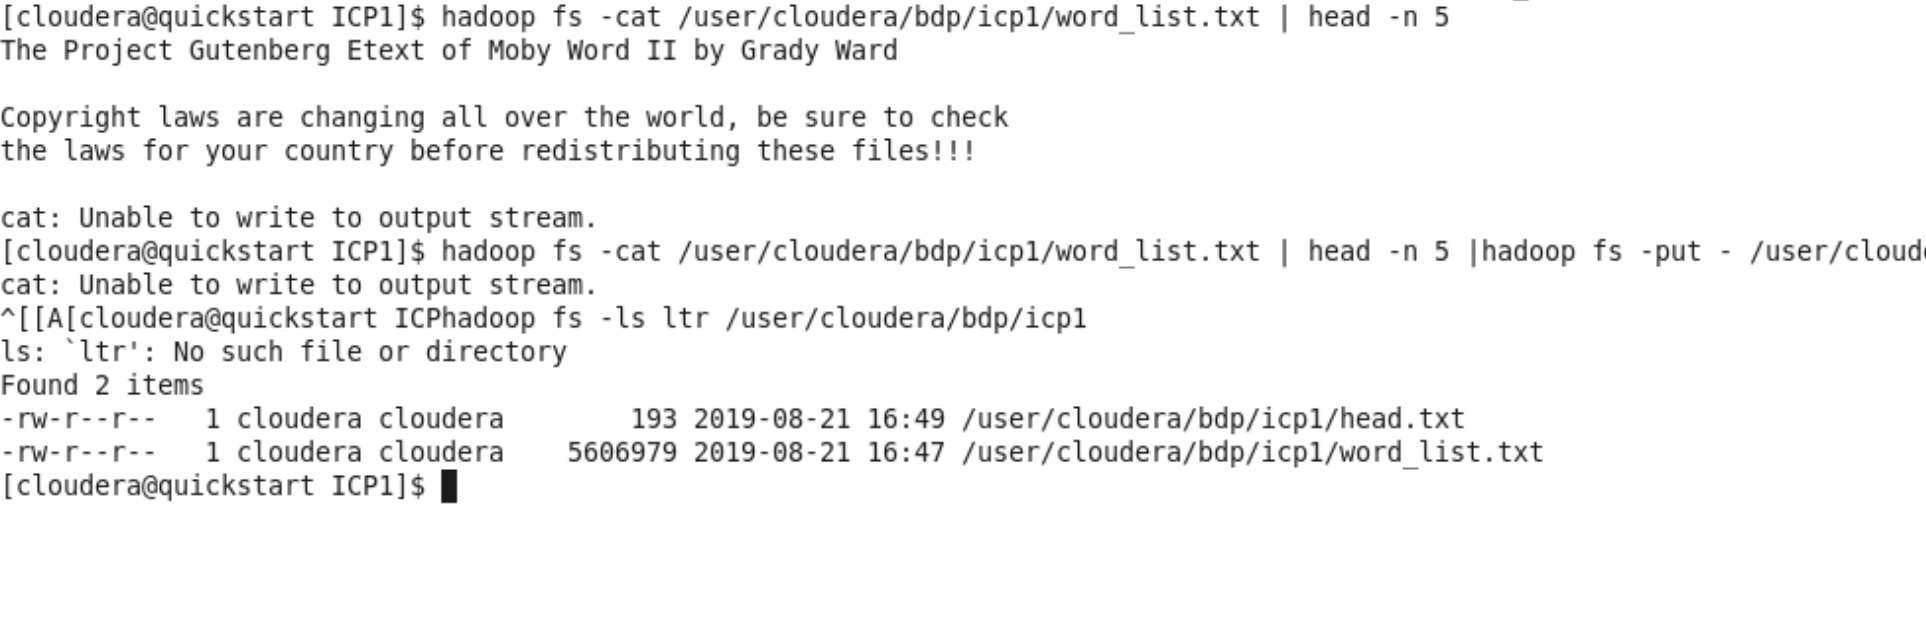 [cloudera@quickstart ICP1]$ hadoop fs -cat /user/cloudera/bdp/icp1/word_list.txt | head -n 5
The Project Gutenberg Etext of Moby Word II by Grady Ward
Copyright laws are changing all over the world, be sure to check
the laws for your country before redistributing these files!!!
cat: Unable to write to output stream.
[cloudera@quickstart ICP1]$ hadoop fs -cat /user/cloudera/bdp/icp1/word_list.txt | head -n 5 |hadoop fs -put - /user/cloud
cat: Unable to write to output stream.
^[[A[cloudera@quickstart ICPhadoop fs -ls ltr /user/cloudera/bdp/icp1
ls: `ltr': No such file or directory
Found 2 items
-rw-r--r--   1 cloudera cloudera        193 2019-08-21 16:49 /user/cloudera/bdp/icp1/head.txt
-rw-r--r--   1 cloudera cloudera    5606979 2019-08-21 16:47 /user/cloudera/bdp/icp1/word_list.txt
[cloudera@quickstart ICP1]$